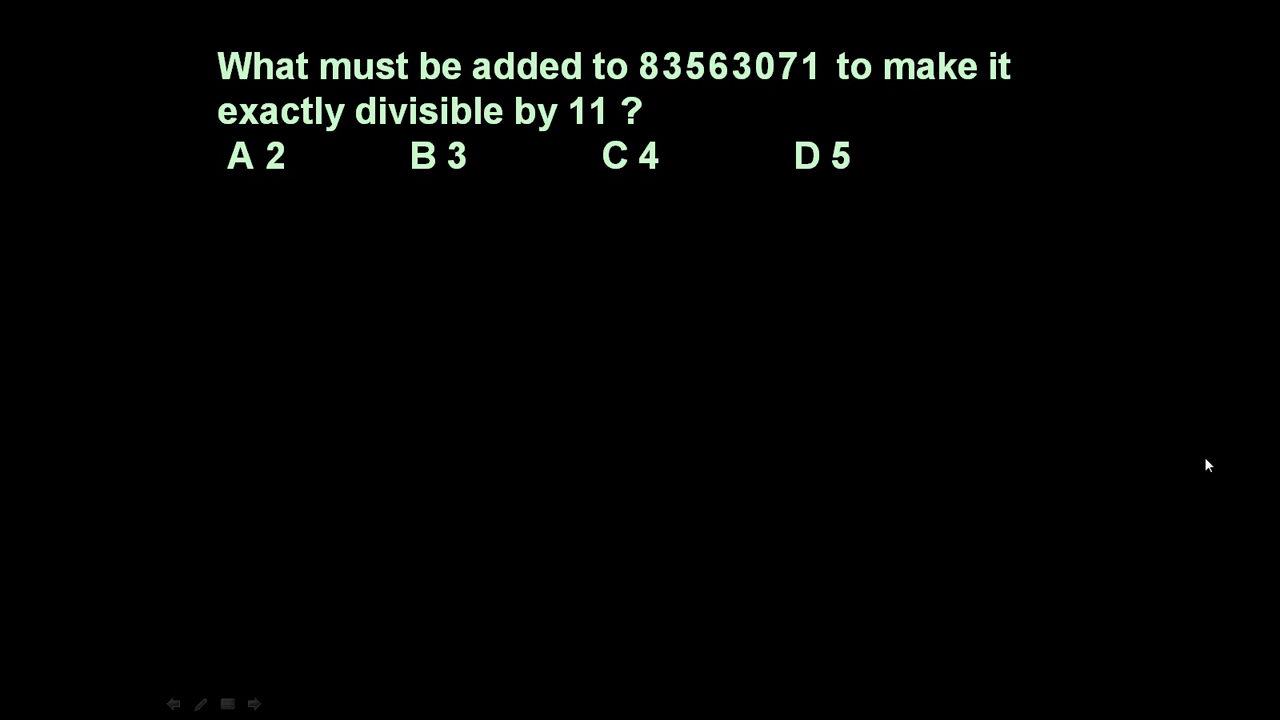 What must be added to 83563071 to make it
exactly divisible by 11 ?
A 2 B 3 C 4 D 5